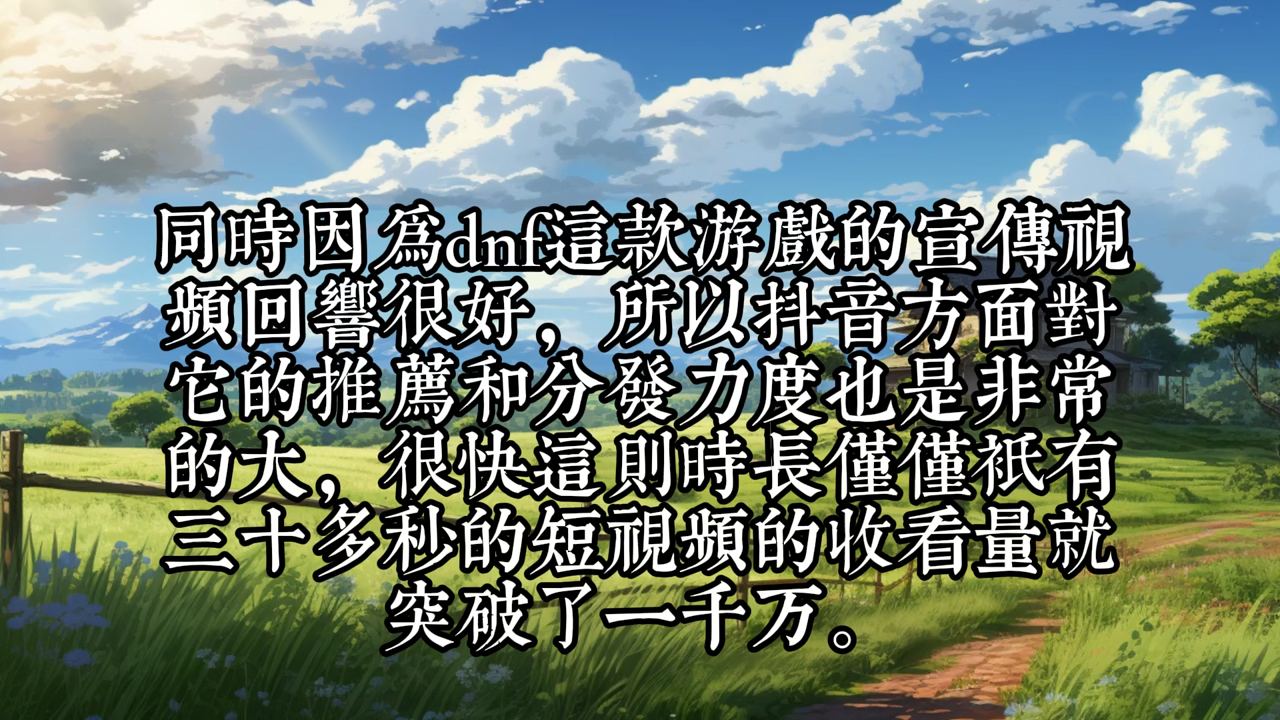 同時因爲dnf這款游戲的宣傳視
頻回響很好，所以抖音方面對
它的推薦和分發力度也是非常
的大，很快這則時長僅僅衹有
三十多秒的短視頻的收看量就
突破了一千万。